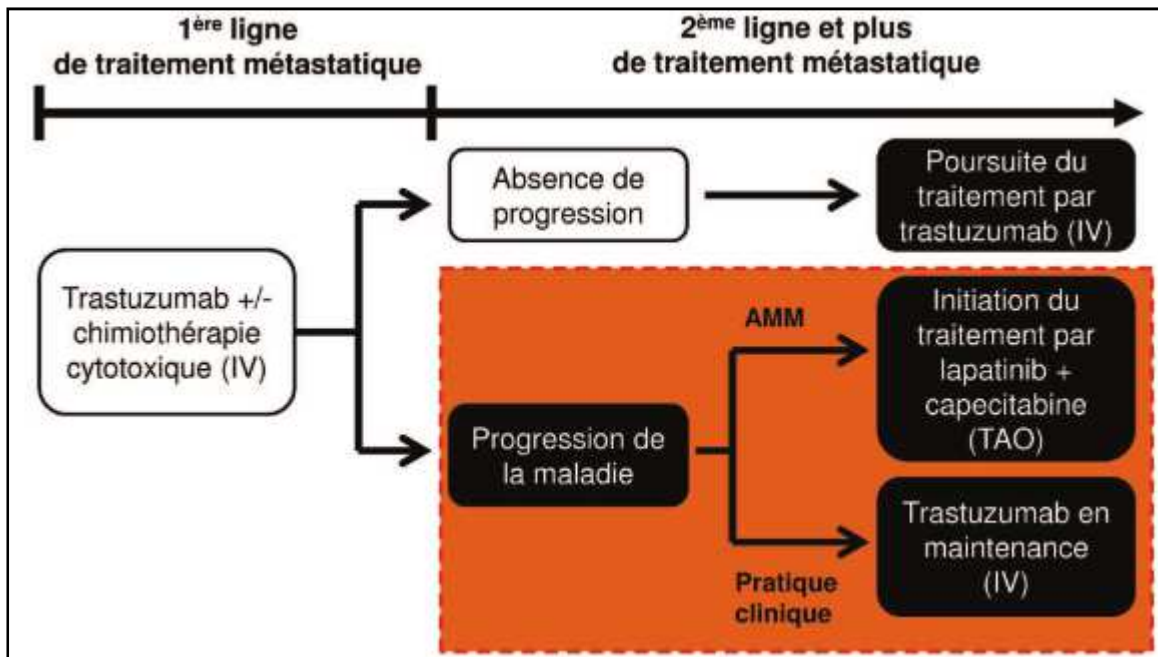 1ère ligne
de traitement métastatique
2ème ligne et plus
de traitement métastatique
Absence de
progression
Poursuite du
traitement par
trastuzumab (IV)
Trastuzumab +/-
chimiothérapie
cytotoxique (IV)
Progression de
la maladie
AMM
Initiation du
traitement par
lapatinib +
capecitabine
(TAO)
Pratique
clinique
Trastuzumab en
maintenance
(IV)